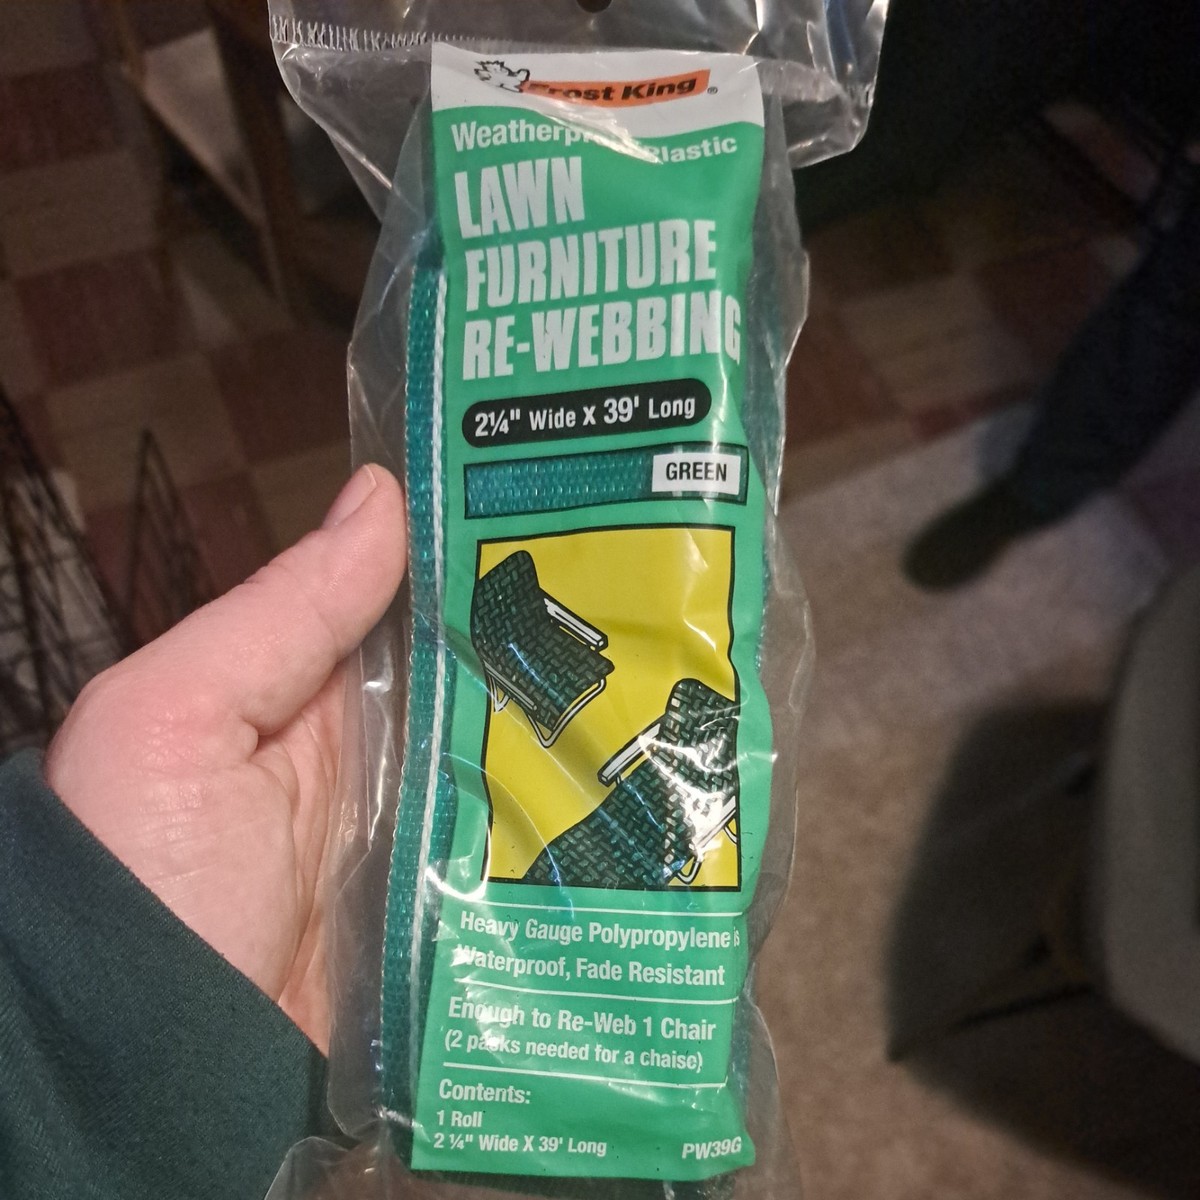 Frost King ®
Weatherproof Plastic
LAWN
FURNITURE
RE-WEBBING
2¼" Wide X 39' Long
GREEN
Heavy Gauge Polypropylene is
Waterproof, Fade Resistant
Enough to Re-Web 1 Chair
(2 packs needed for a chaise)
Contents:
1 Roll
2 ¼" Wide X 39' Long
PW39G